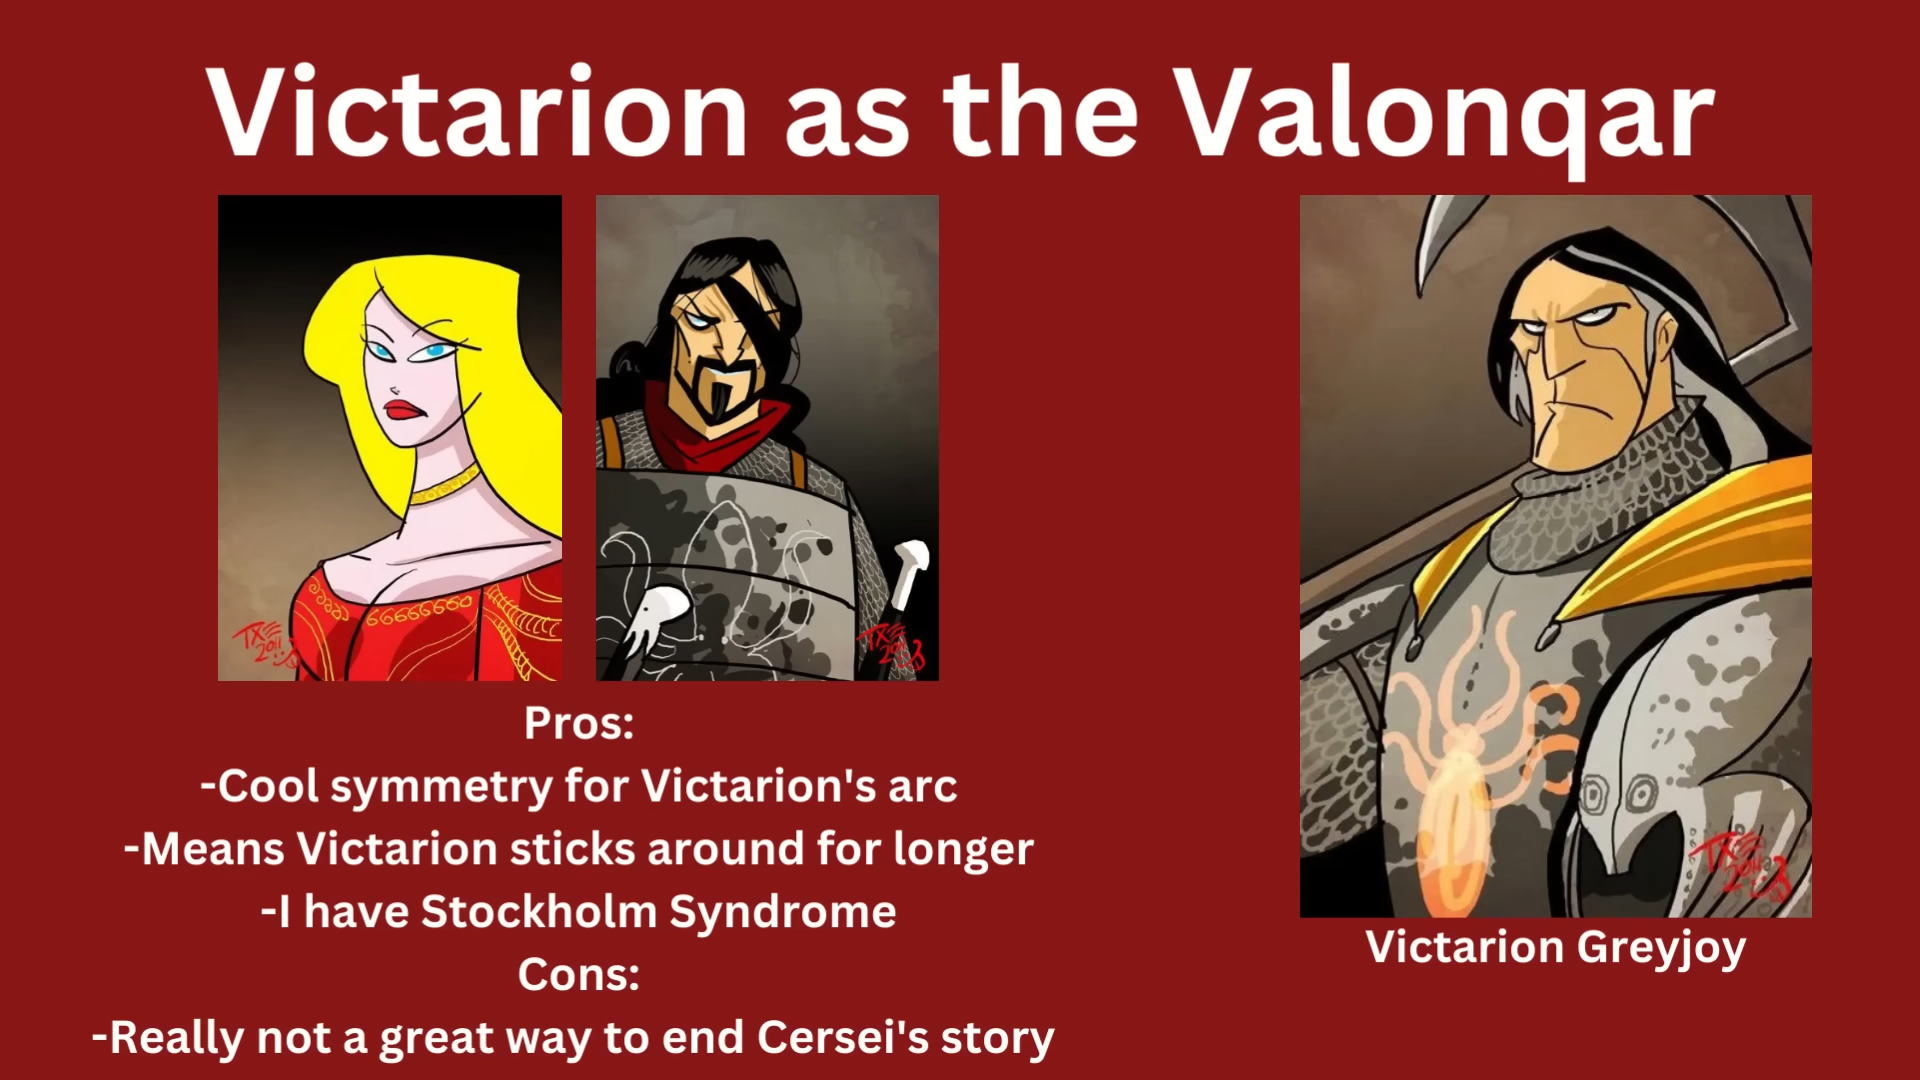 Victarion as the Valonqar
Pros:
-Cool symmetry for Victarion's arc
-Means Victarion sticks around for longer
-I have Stockholm Syndrome
Cons:
-Really not a great way to end Cersei's story
Victarion Greyjoy